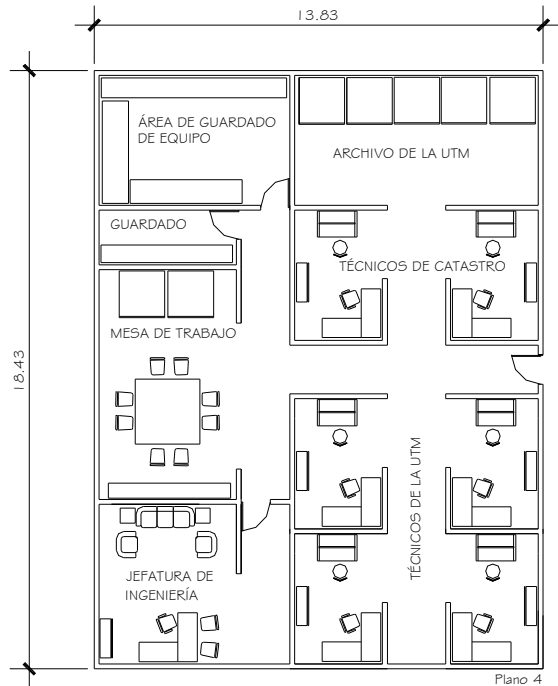 13.83
ÁREA DE GUARDADO
DE EQUIPO
ARCHIVO DE LA UTM
GUARDADO
TÉCNICOS DE CATASTRO
MESA DE TRABAJO
18.43
TÉCNICOS DE LA UTM
JEFATURA DE
INGENIERÍA
Plano 4